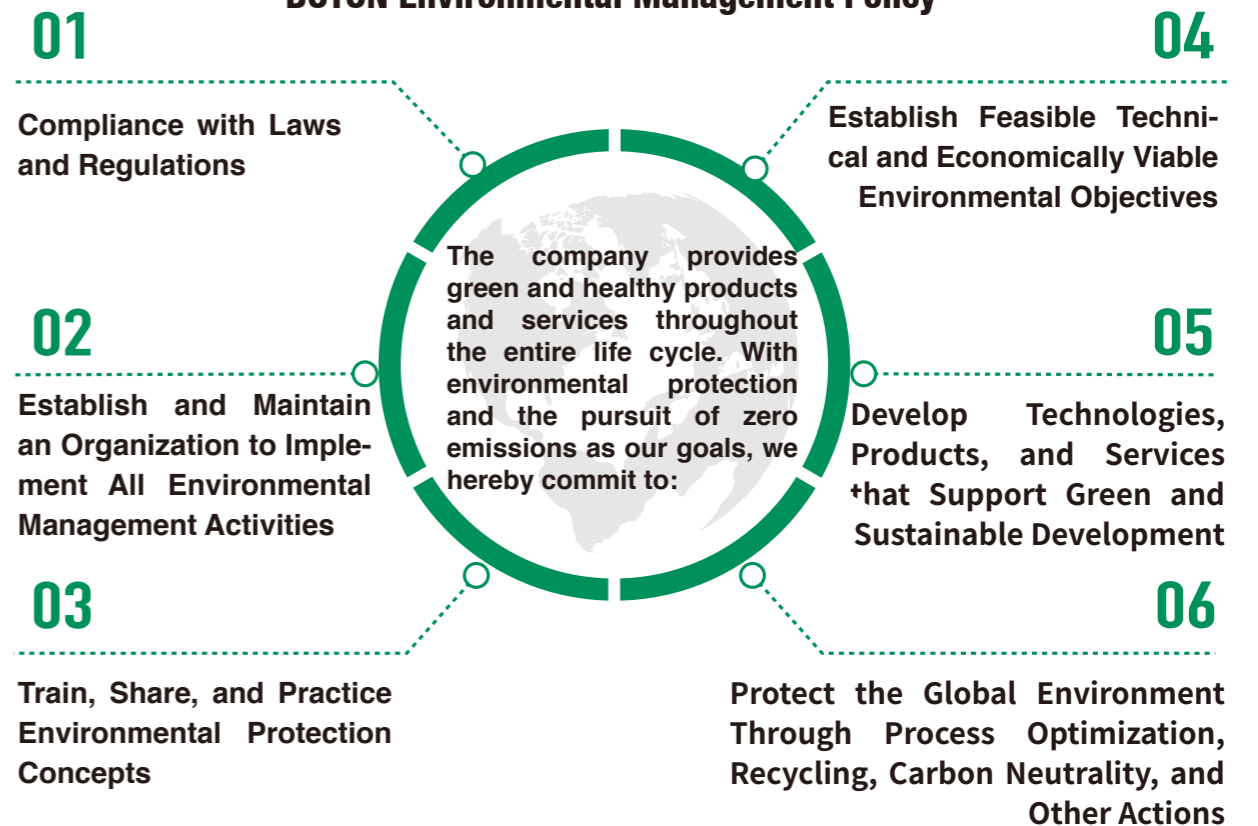 Environmental Management Policy
01
Compliance with Laws
and Regulations
02
Establish and Maintain
an Organization to Imple-
ment All Environmental
Management Activities
03
Train, Share, and Practice
Environmental Protection
Concepts
The company provides
green and healthy products
and services throughout
the entire life cycle. With
environmental protection
and the pursuit of zero
emissions as our goals, we
hereby commit to:
04
Establish Feasible Techni-
cal and Economically Viable
Environmental Objectives
05
Develop Technologies,
Products, and Services
that Support Green and
Sustainable Development
06
Protect the Global Environment
Through Process Optimization,
Recycling, Carbon Neutrality, and
Other Actions